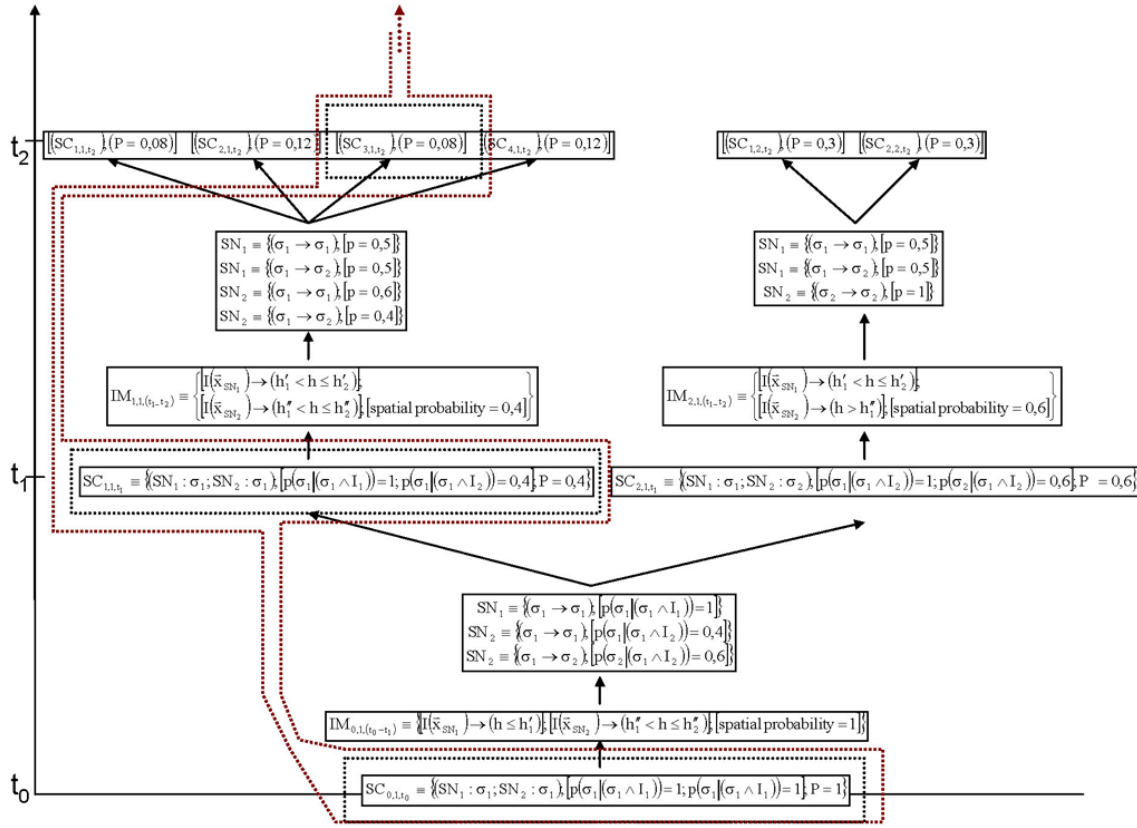 t₂
[(SC₁,₁,t₂);(P = 0,08)] [(SC₂,₁,t₂);(P = 0,12)] [(SC₃,₁,t₂);(P = 0,08)] [(SC₄,₁,t₂);(P = 0,12)]
[(SC₁,₂,t₂);(P = 0,3)] [(SC₂,₂,t₂);(P = 0,3)]
SN₁ ≡ {(σ₁ → σ₁);[p = 0,5]}
SN₁ ≡ {(σ₁ → σ₂);[p = 0,5]}
SN₂ ≡ {(σ₁ → σ₁);[p = 0,6]}
SN₂ ≡ {(σ₁ → σ₂);[p = 0,4]}
SN₁ ≡ {(σ₁ → σ₁);[p = 0,5]}
SN₁ ≡ {(σ₁ → σ₂);[p = 0,5]}
SN₂ ≡ {(σ₂ → σ₂);[p = 1]}
IM₁,₁,(t₁-t₂) ≡ {[I(x⃗_SN₁) → (h′₁ < h ≤ h′₂)];
[I(x⃗_SN₂) → (h″₁ < h ≤ h″₂)];[spatial probability = 0,4]}
IM₂,₁,(t₁-t₂) ≡ {[I(x⃗_SN₁) → (h′₁ < h ≤ h′₂)];
[I(x⃗_SN₂) → (h > h″₁)];[spatial probability = 0,6]}
t₁
SC₁,₁,t₁ ≡ {(SN₁ : σ₁; SN₂ : σ₁),[p(σ₁|(σ₁ ∧ I₁)) = 1; p(σ₁|(σ₁ ∧ I₂)) = 0,4]; P = 0,4}
SC₂,₁,t₁ ≡ {(SN₁ : σ₁; SN₂ : σ₂),[p(σ₁|(σ₁ ∧ I₂)) = 1; p(σ₂|(σ₁ ∧ I₂)) = 0,6]; P = 0,6}
SN₁ ≡ {(σ₁ → σ₁);[p(σ₁|(σ₁ ∧ I₁)) = 1]}
SN₂ ≡ {(σ₁ → σ₁);[p(σ₁|(σ₁ ∧ I₂)) = 0,4]}
SN₂ ≡ {(σ₁ → σ₂);[p(σ₂|(σ₁ ∧ I₂)) = 0,6]}
IM₀,₁,(t₀-t₁) ≡ {[I(x⃗_SN₁) → (h ≤ h′₁)];[I(x⃗_SN₂) → (h″₁ < h ≤ h″₂)];[spatial probability = 1]}
t₀
SC₀,₁,t₀ ≡ {(SN₁ : σ₁; SN₂ : σ₁),[p(σ₁|(σ₁ ∧ I₁)) = 1; p(σ₁|(σ₁ ∧ I₁)) = 1]; P = 1}